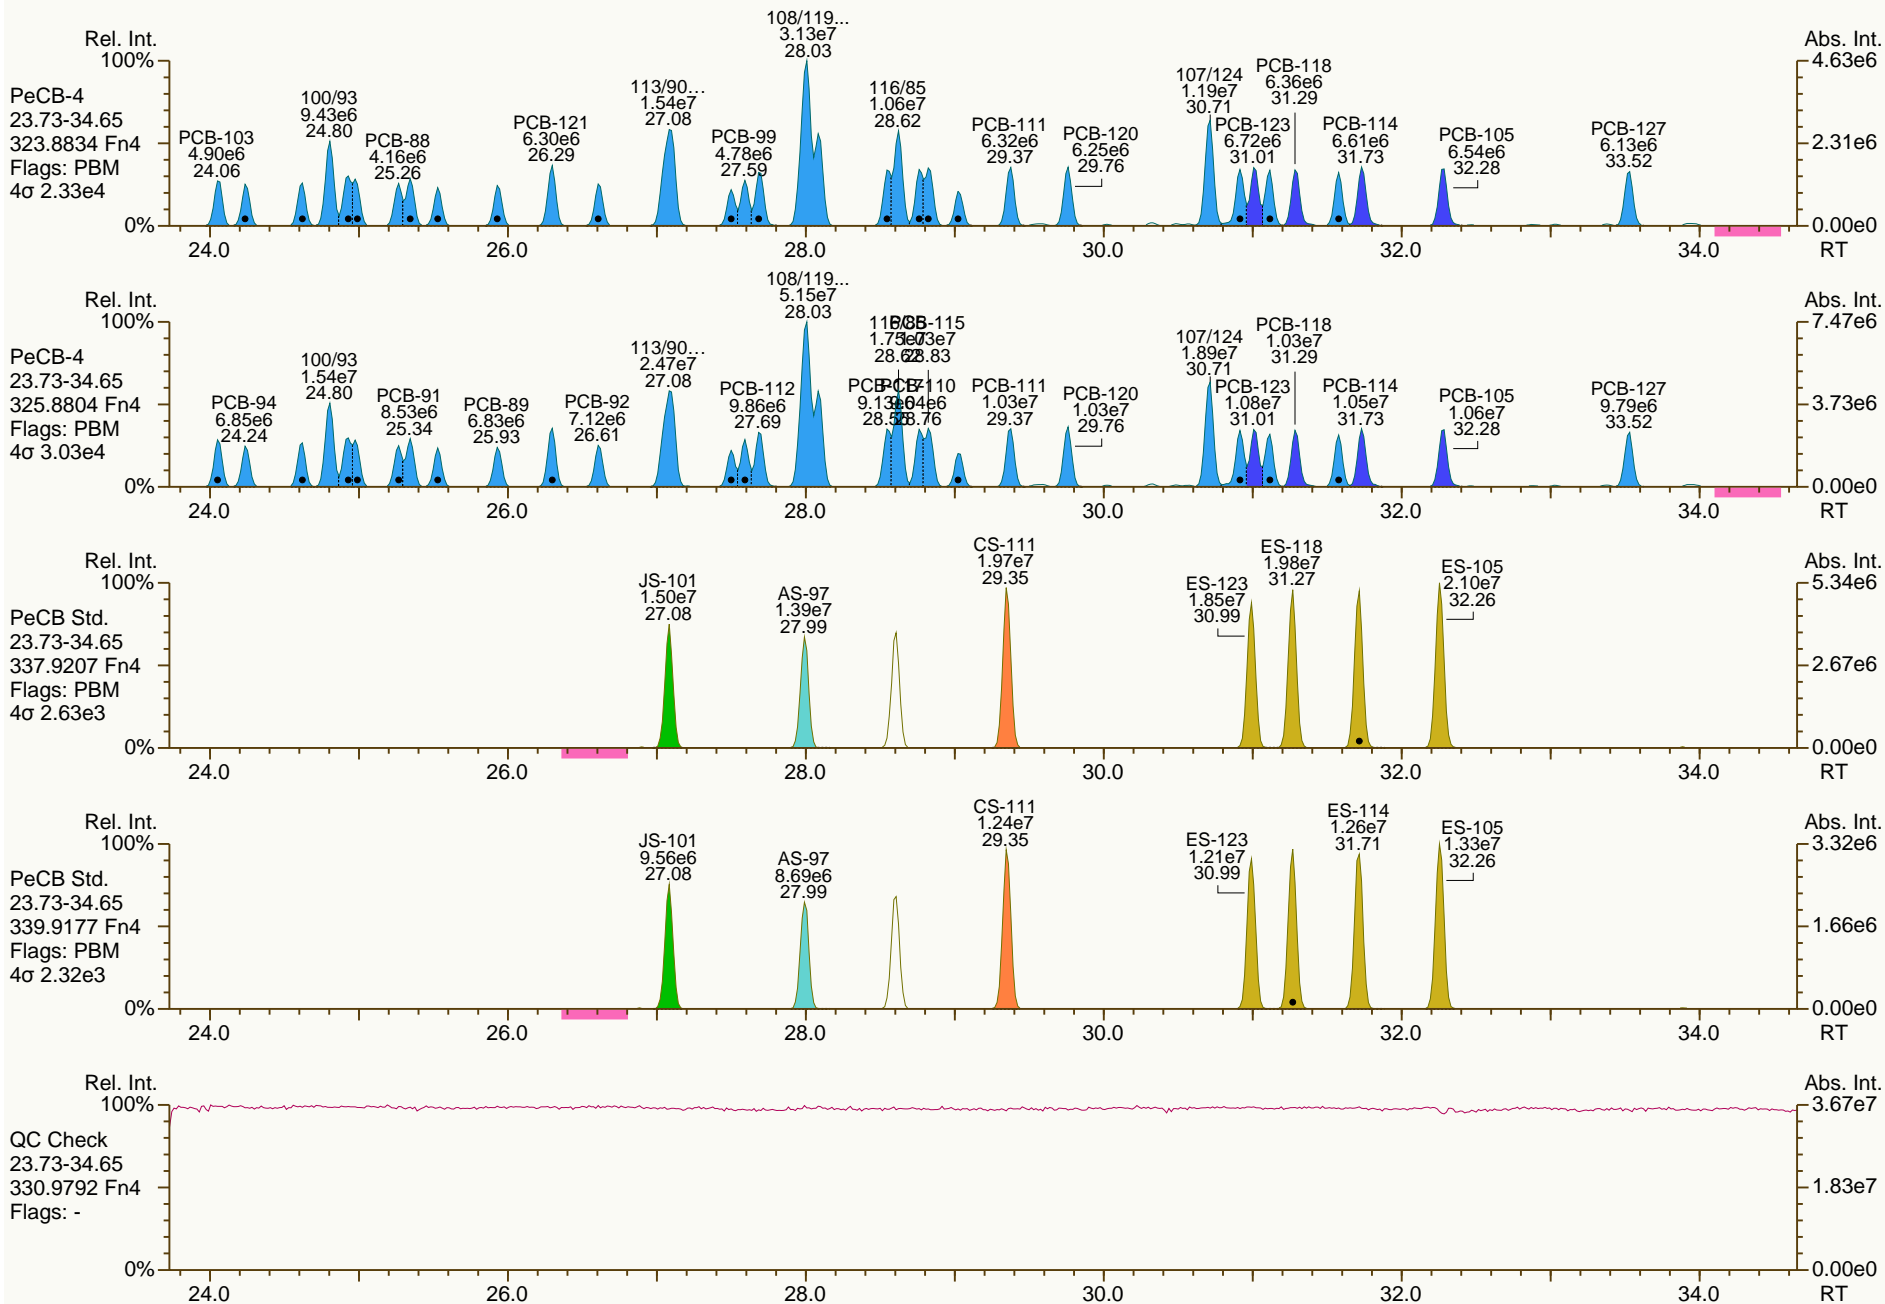 Rel. Int.
Abs. Int.
100%
0%
4.63e6
2.31e6
0.00e0
PeCB-4
23.73-34.65
323.8834 Fn4
Flags: PBM
4σ 2.33e4
PCB-103
4.90e6
24.06
100/93
9.43e6
24.80
PCB-88
4.16e6
25.26
PCB-121
6.30e6
26.29
113/90...
1.54e7
27.08
PCB-99
4.78e6
27.59
108/119...
3.13e7
28.03
116/85
1.06e7
28.62
PCB-111
6.32e6
29.37
PCB-120
6.25e6
29.76
107/124
1.19e7
30.71
PCB-123
6.72e6
31.01
PCB-118
6.36e6
31.29
PCB-114
6.61e6
31.73
PCB-105
6.54e6
32.28
PCB-127
6.13e6
33.52
24.0 26.0 28.0 30.0 32.0 34.0 RT
Rel. Int.
Abs. Int.
100%
0%
7.47e6
3.73e6
0.00e0
PeCB-4
23.73-34.65
325.8804 Fn4
Flags: PBM
4σ 3.03e4
PCB-94
6.85e6
24.24
100/93
1.54e7
24.80
PCB-91
8.53e6
25.34
PCB-89
6.83e6
25.93
PCB-92
7.12e6
26.61
113/90...
2.47e7
27.08
PCB-112
9.86e6
27.69
108/119...
5.15e7
28.03
PCB-115
1.03e7
28.83
PCB-111
1.03e7
29.37
PCB-120
1.03e7
29.76
107/124
1.89e7
30.71
PCB-123
1.08e7
31.01
PCB-118
1.03e7
31.29
PCB-114
1.05e7
31.73
PCB-105
1.06e7
32.28
PCB-127
9.79e6
33.52
24.0 26.0 28.0 30.0 32.0 34.0 RT
Rel. Int.
Abs. Int.
100%
0%
5.34e6
2.67e6
0.00e0
PeCB Std.
23.73-34.65
337.9207 Fn4
Flags: PBM
4σ 2.63e3
JS-101
1.50e7
27.08
AS-97
1.39e7
27.99
CS-111
1.97e7
29.35
ES-123
1.85e7
30.99
ES-118
1.98e7
31.27
ES-105
2.10e7
32.26
24.0 26.0 28.0 30.0 32.0 34.0 RT
Rel. Int.
Abs. Int.
100%
0%
3.32e6
1.66e6
0.00e0
PeCB Std.
23.73-34.65
339.9177 Fn4
Flags: PBM
4σ 2.32e3
JS-101
9.56e6
27.08
AS-97
8.69e6
27.99
CS-111
1.24e7
29.35
ES-123
1.21e7
30.99
ES-114
1.26e7
31.71
ES-105
1.33e7
32.26
24.0 26.0 28.0 30.0 32.0 34.0 RT
Rel. Int.
Abs. Int.
100%
0%
3.67e7
1.83e7
0.00e0
QC Check
23.73-34.65
330.9792 Fn4
Flags: -
24.0 26.0 28.0 30.0 32.0 34.0 RT